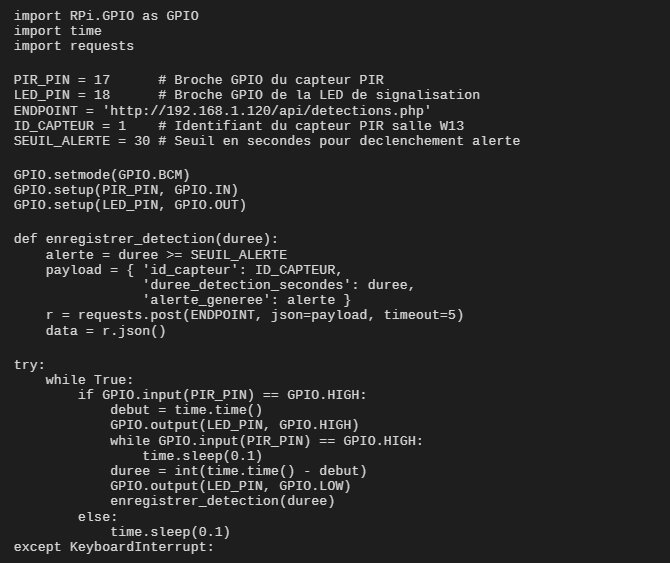 import RPi.GPIO as GPIO
import time
import requests

PIR_PIN = 17      # Broche GPIO du capteur PIR
LED_PIN = 18      # Broche GPIO de la LED de signalisation
ENDPOINT = 'http://192.168.1.120/api/detections.php'
ID_CAPTEUR = 1    # Identifiant du capteur PIR salle W13
SEUIL_ALERTE = 30 # Seuil en secondes pour declenchement alerte

GPIO.setmode(GPIO.BCM)
GPIO.setup(PIR_PIN, GPIO.IN)
GPIO.setup(LED_PIN, GPIO.OUT)

def enregistrer_detection(duree):
    alerte = duree >= SEUIL_ALERTE
    payload = { 'id_capteur': ID_CAPTEUR,
                'duree_detection_secondes': duree,
                'alerte_generee': alerte }
    r = requests.post(ENDPOINT, json=payload, timeout=5)
    data = r.json()

try:
    while True:
        if GPIO.input(PIR_PIN) == GPIO.HIGH:
            debut = time.time()
            GPIO.output(LED_PIN, GPIO.HIGH)
            while GPIO.input(PIR_PIN) == GPIO.HIGH:
                time.sleep(0.1)
            duree = int(time.time() - debut)
            GPIO.output(LED_PIN, GPIO.LOW)
            enregistrer_detection(duree)
        else:
            time.sleep(0.1)
except KeyboardInterrupt: